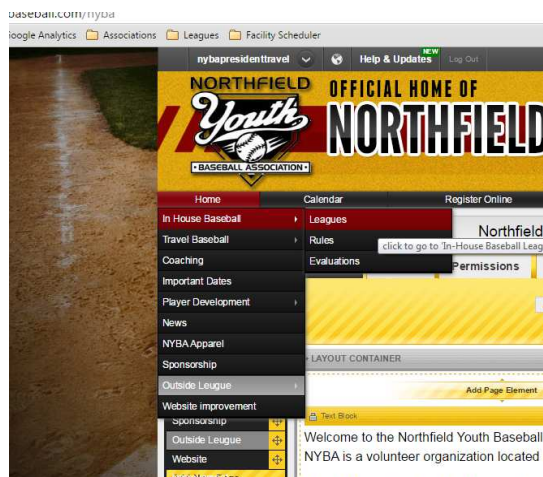 baseball.com/nyba
oogle Analytics Associations Leagues Facility Scheduler
NEW
nybapresidenttravel Help & Updates Log Out
NORTHFIELD
Youth
• BASEBALL ASSOCIATION •
OFFICIAL HOME OF
NORTHFIELD
Home Calendar Register Online
In House Baseball Leagues
Travel Baseball Rules
Coaching Evaluations
Important Dates
Player Development
News
NYBA Apparel
Sponsorship
Outside League
Website improvement
Northfield
click to go to 'In-House Baseball Leag
Permissions
LAYOUT CONTAINER
Add Page Element
Text Block
Sponsorship
Outside League
Website
Welcome to the Northfield Youth Baseball
NYBA is a volunteer organization located